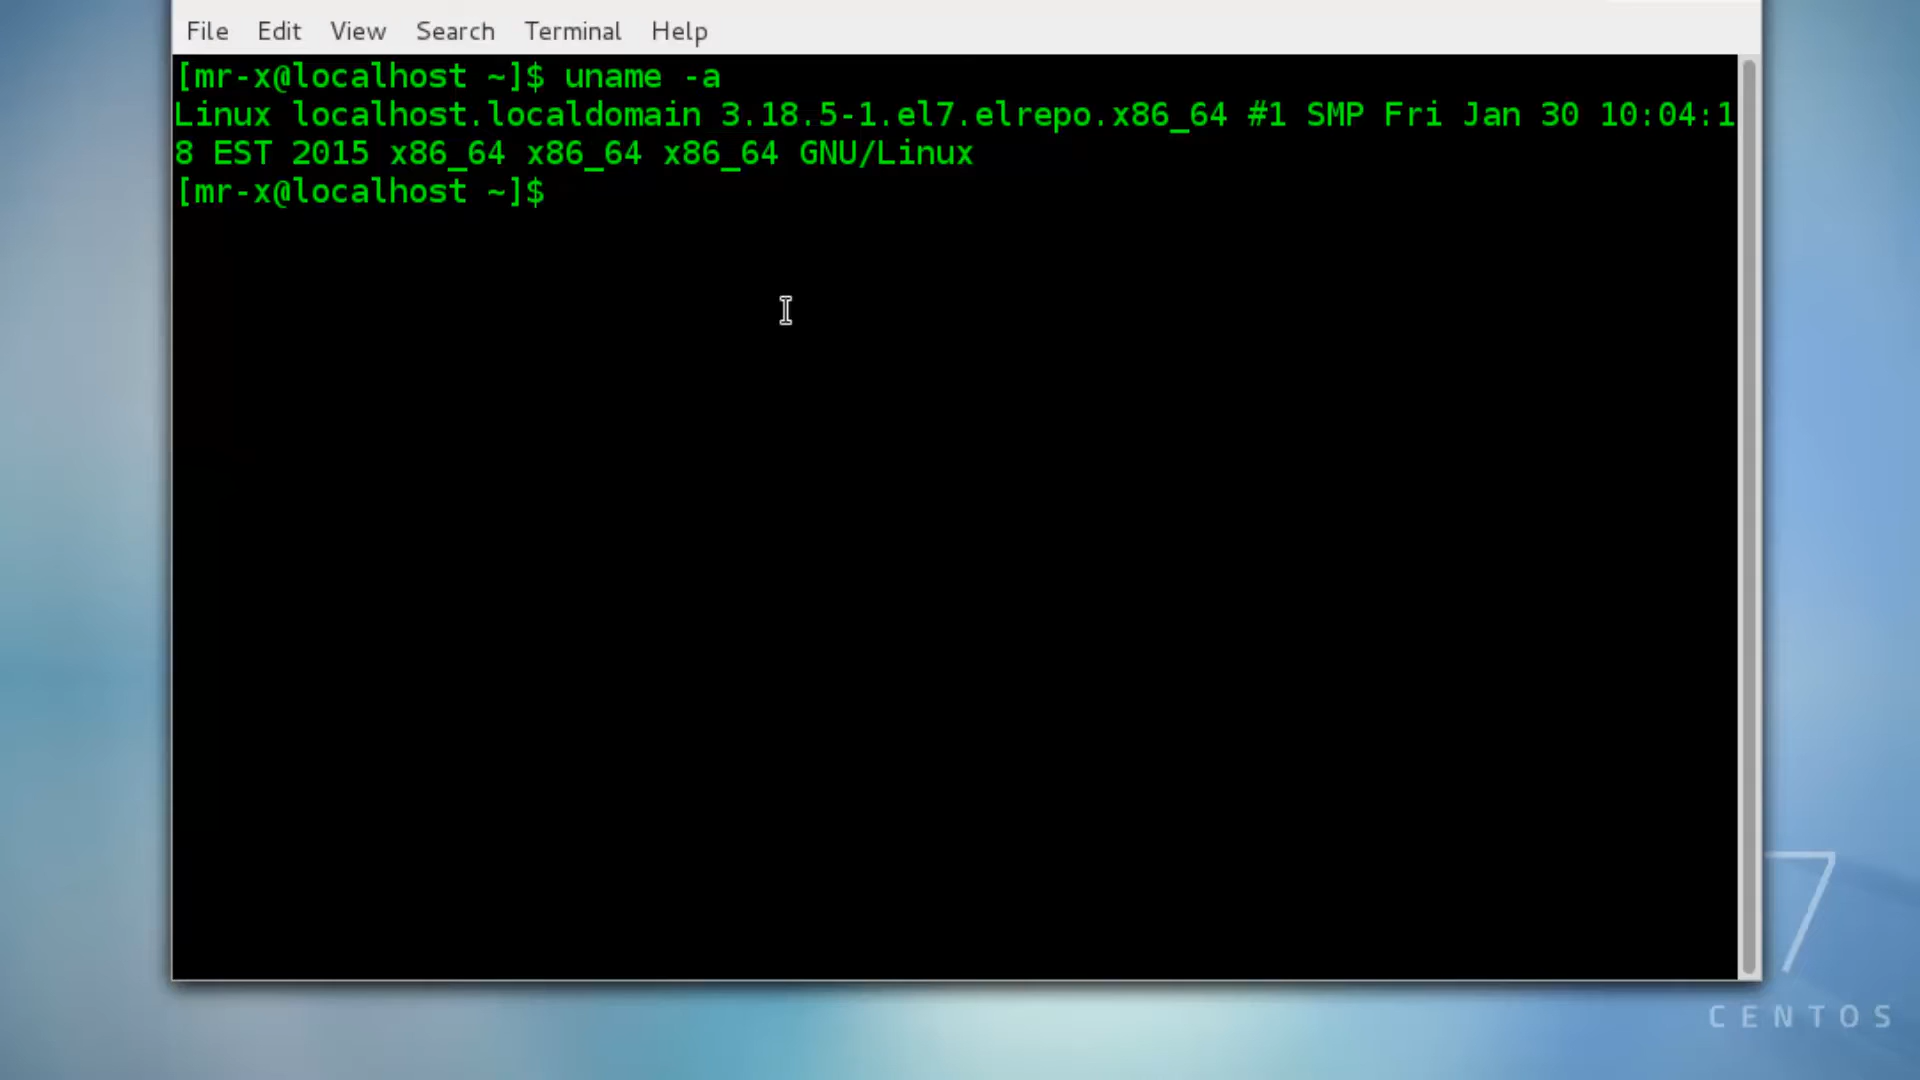 File Edit View Search Terminal Help
[mr-x@localhost ~]$ uname -a
Linux localhost.localdomain 3.18.5-1.el7.elrepo.x86_64 #1 SMP Fri Jan 30 10:04:1
8 EST 2015 x86_64 x86_64 x86_64 GNU/Linux
[mr-x@localhost ~]$
7
CENTOS